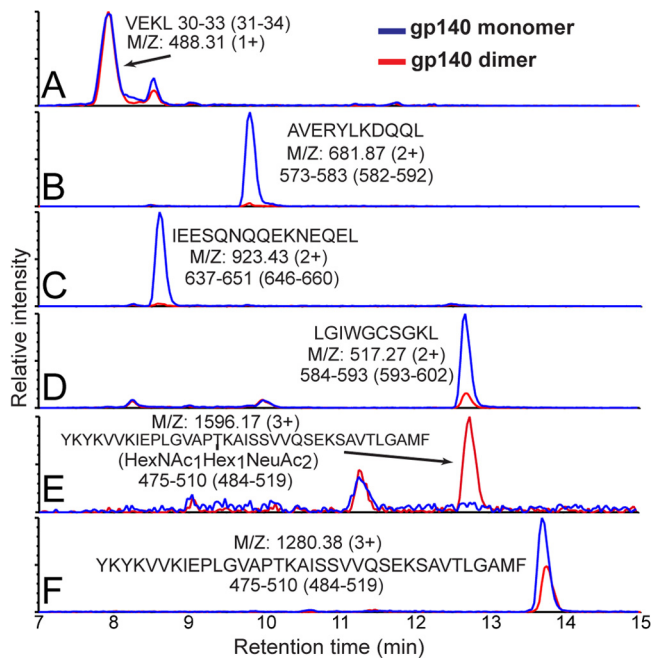 VEKL 30-33 (31-34)
M/Z: 488.31 (1+)
gp140 monomer
gp140 dimer
A
AVERYLKDQQL
M/Z: 681.87 (2+)
573-583 (582-592)
B
IEESQNQQEKNEQEL
M/Z: 923.43 (2+)
637-651 (646-660)
C
LGIWGCSGKL
M/Z: 517.27 (2+)
584-593 (593-602)
D
M/Z: 1596.17 (3+)
YKYKVVKIEPLGVAPTKAISSVVQSEKSAVTLGAMF
(HexNAc1Hex1NeuAc2)
475-510 (484-519)
E
M/Z: 1280.38 (3+)
YKYKVVKIEPLGVAPTKAISSVVQSEKSAVTLGAMF
475-510 (484-519)
F
Relative intensity
7 8 9 10 11 12 13 14 15
Retention time (min)